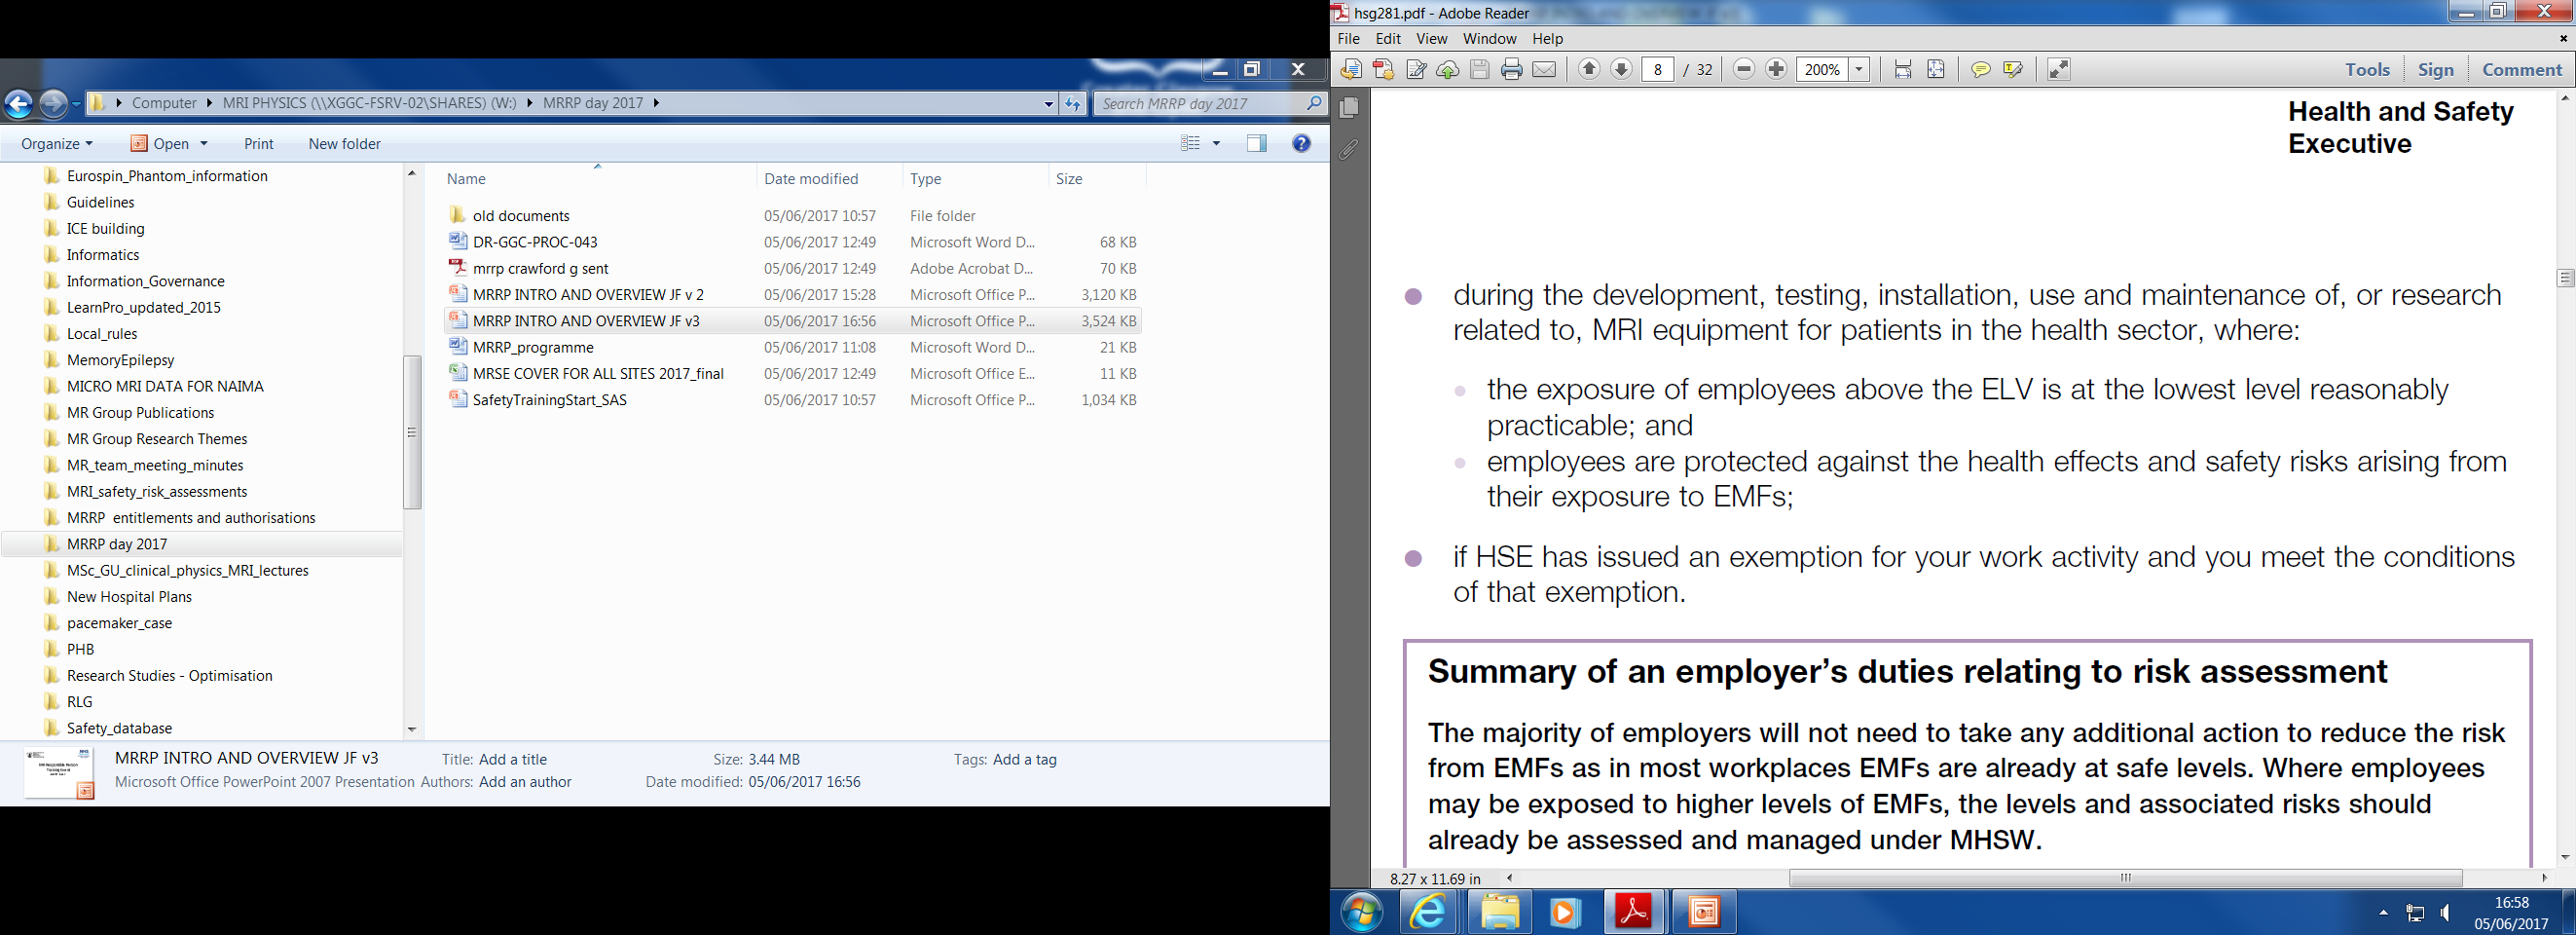 Computer ▸ MRI PHYSICS (\\XGGC-FSRV-02\SHARES) (W:) ▸ MRRP day 2017 ▸
Search MRRP day 2017
Organize Open Print New folder
Eurospin_Phantom_information
Guidelines
ICE building
Informatics
Information_Governance
LearnPro_updated_2015
Local_rules
MemoryEpilepsy
MICRO MRI DATA FOR NAIMA
MR Group Publications
MR Group Research Themes
MR_team_meeting_minutes
MRI_safety_risk_assessments
MRRP entitlements and authorisations
MRRP day 2017
MSc_GU_clinical_physics_MRI_lectures
New Hospital Plans
pacemaker_case
PHB
Research Studies - Optimisation
RLG
Safety_database
Name Date modified Type Size
old documents 05/06/2017 10:57 File folder
DR-GGC-PROC-043 05/06/2017 12:49 Microsoft Word D... 68 KB
mrrp crawford g sent 05/06/2017 12:49 Adobe Acrobat D... 70 KB
MRRP INTRO AND OVERVIEW JF v 2 05/06/2017 15:28 Microsoft Office P... 3,120 KB
MRRP INTRO AND OVERVIEW JF v3 05/06/2017 16:56 Microsoft Office P... 3,524 KB
MRRP_programme 05/06/2017 11:08 Microsoft Word D... 21 KB
MRSE COVER FOR ALL SITES 2017_final 05/06/2017 12:49 Microsoft Office E... 11 KB
SafetyTrainingStart_SAS 05/06/2017 10:57 Microsoft Office P... 1,034 KB
MRRP INTRO AND OVERVIEW JF v3 Title: Add a title Size: 3.44 MB Tags: Add a tag
Microsoft Office PowerPoint 2007 Presentation Authors: Add an author Date modified: 05/06/2017 16:56
hsg281.pdf - Adobe Reader
File Edit View Window Help
8 / 32 200% Tools Sign Comment
Health and Safety
Executive
during the development, testing, installation, use and maintenance of, or research
related to, MRI equipment for patients in the health sector, where:
the exposure of employees above the ELV is at the lowest level reasonably
practicable; and
employees are protected against the health effects and safety risks arising from
their exposure to EMFs;
if HSE has issued an exemption for your work activity and you meet the conditions
of that exemption.
Summary of an employer's duties relating to risk assessment
The majority of employers will not need to take any additional action to reduce the risk
from EMFs as in most workplaces EMFs are already at safe levels. Where employees
may be exposed to higher levels of EMFs, the levels and associated risks should
already be assessed and managed under MHSW.
8.27 x 11.69 in
16:58
05/06/2017